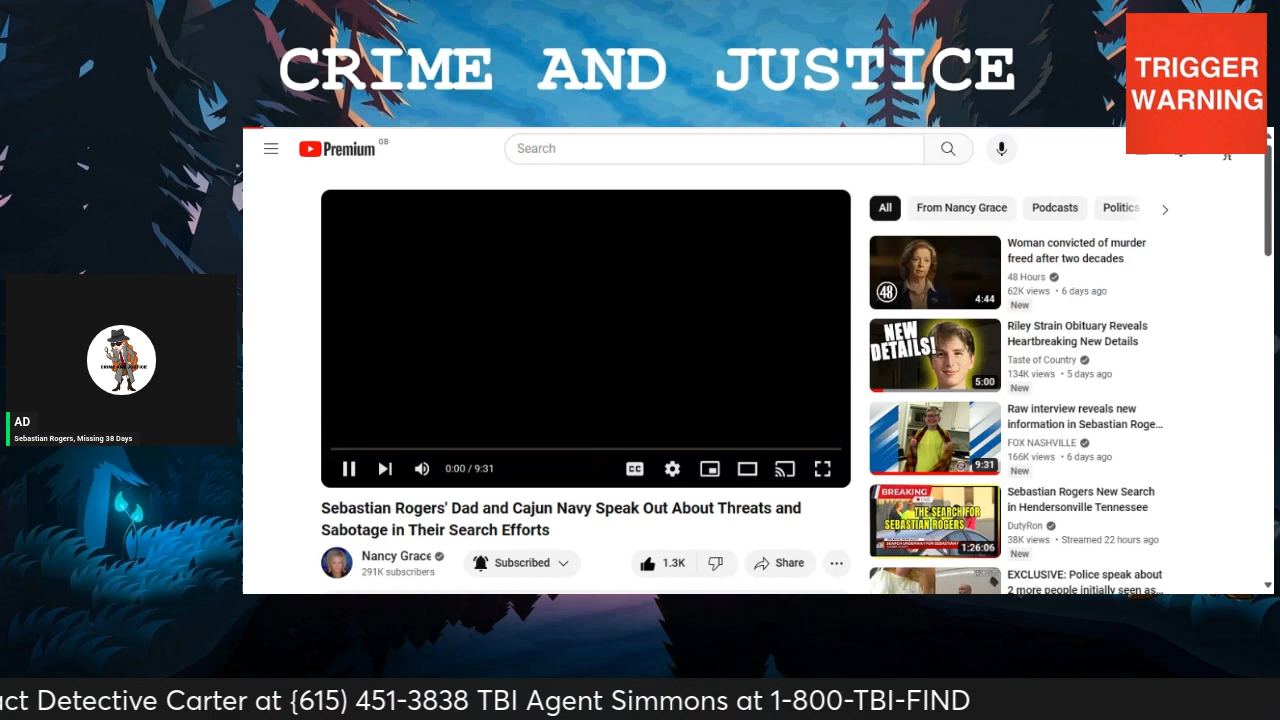 CRIME AND JUSTICE
TRIGGER
WARNING
Premium GB
Search
All
From Nancy Grace
Podcasts
Politics
0:00 / 9:31
CC
Sebastian Rogers' Dad and Cajun Navy Speak Out About Threats and
Sabotage in Their Search Efforts
Nancy Grace
291K subscribers
Subscribed
1.3K
Share
48
4:44
Woman convicted of murder
freed after two decades
48 Hours
62K views • 6 days ago
New
NEW
DETAILS!
5:00
Riley Strain Obituary Reveals
Heartbreaking New Details
Taste of Country
134K views • 5 days ago
New
9:31
Raw interview reveals new
information in Sebastian Roge...
FOX NASHVILLE
166K views • 6 days ago
New
BREAKING
LIVE
THE SEARCH FOR
SEBASTIAN ROGERS
1:26:06
Sebastian Rogers New Search
in Hendersonville Tennessee
DutyRon
38K views • Streamed 22 hours ago
New
EXCLUSIVE: Police speak about
2 more people initially seen as...
CRIME AND JUSTICE
AD
Sebastian Rogers, Missing 38 Days
act Detective Carter at {615) 451-3838 TBI Agent Simmons at 1-800-TBI-FIND